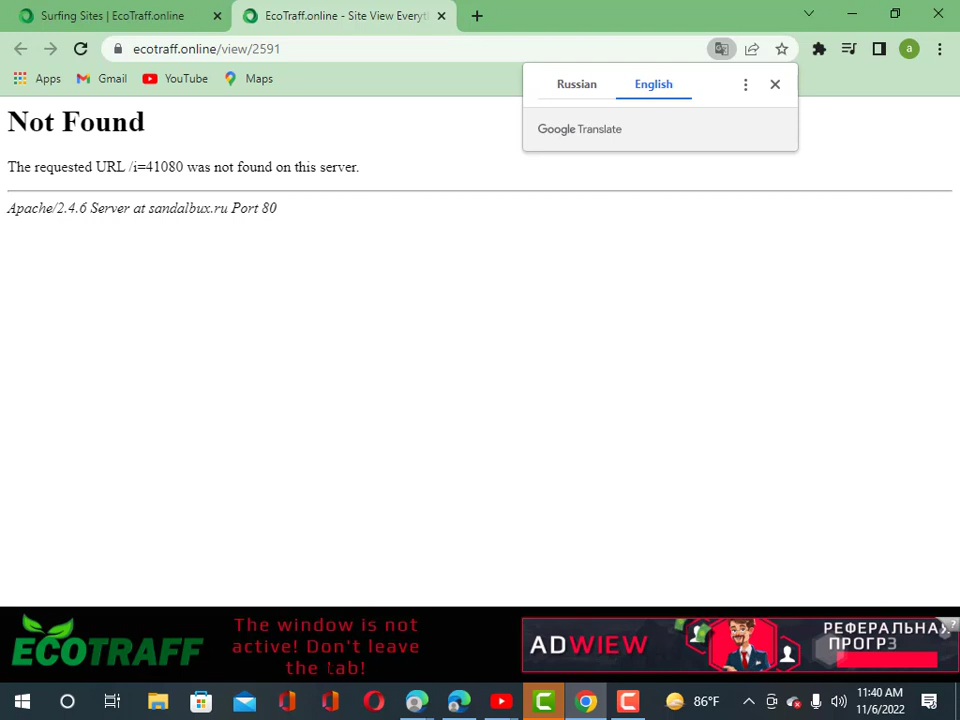 Surfing Sites | EcoTraff.online
EcoTraff.online - Site View Everyti
ecotraff.online/view/2591
Apps
Gmail
YouTube
Maps
Russian
English
Google Translate
Not Found
The requested URL /i=41080 was not found on this server.
Apache/2.4.6 Server at sandalbux.ru Port 80
ECOTRAFF
The window is not
active! Don't leave
the tab!
ADWIEW
РЕФЕРАЛЬНА
ПРОГРЗ
86°F
11:40 AM
11/6/2022